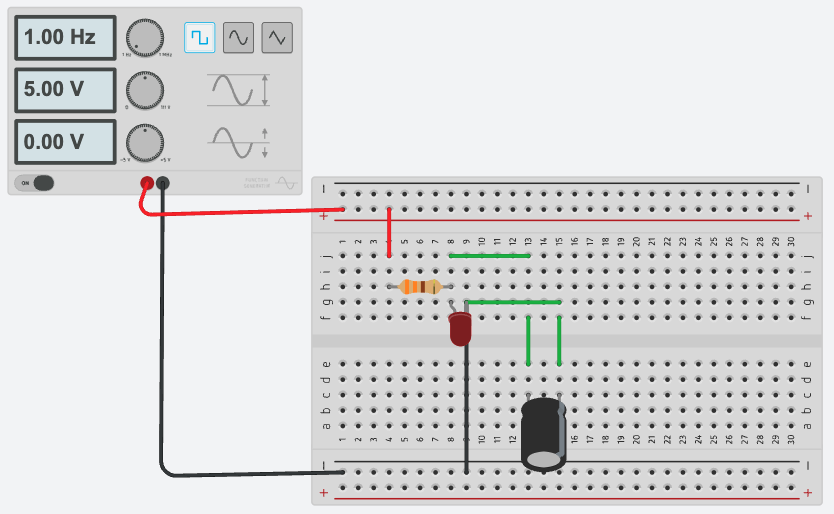 1.00 Hz
1 Hz 1 MHz
5.00 V
0 10 V
0.00 V
-5 V +5 V
ON
FUNCTION
GENERATOR
− −
+ +
1 2 3 4 5 6 7 8 9 10 11 12 13 14 15 16 17 18 19 20 21 22 23 24 25 26 27 28 29 30
j j
i i
h h
g g
f f
e e
d d
c c
b b
a a
1 2 3 4 5 6 7 8 9 10 11 12 13 14 15 16 17 18 19 20 21 22 23 24 25 26 27 28 29 30
− −
+ +